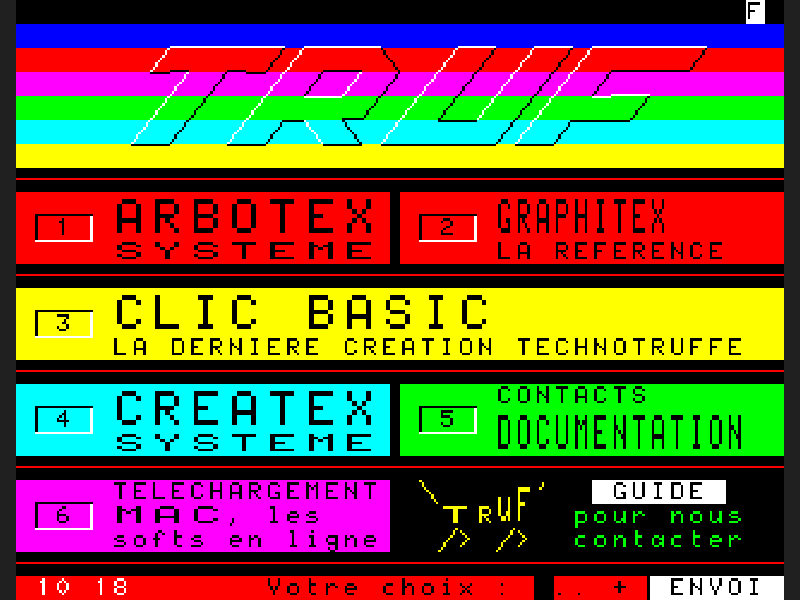 F
TRUF
1 ARBOTEX
SYSTEME
2 GRAPHITEX
LA REFERENCE
3 CLIC BASIC
LA DERNIERE CREATION TECHNOTRUFFE
4 CREATEX
SYSTEME
5 CONTACTS
DOCUMENTATION
6 TELECHARGEMENT
MAC, les
softs en ligne
TRUF'
GUIDE
pour nous
contacter
10 18 Votre choix : .. + ENVOI